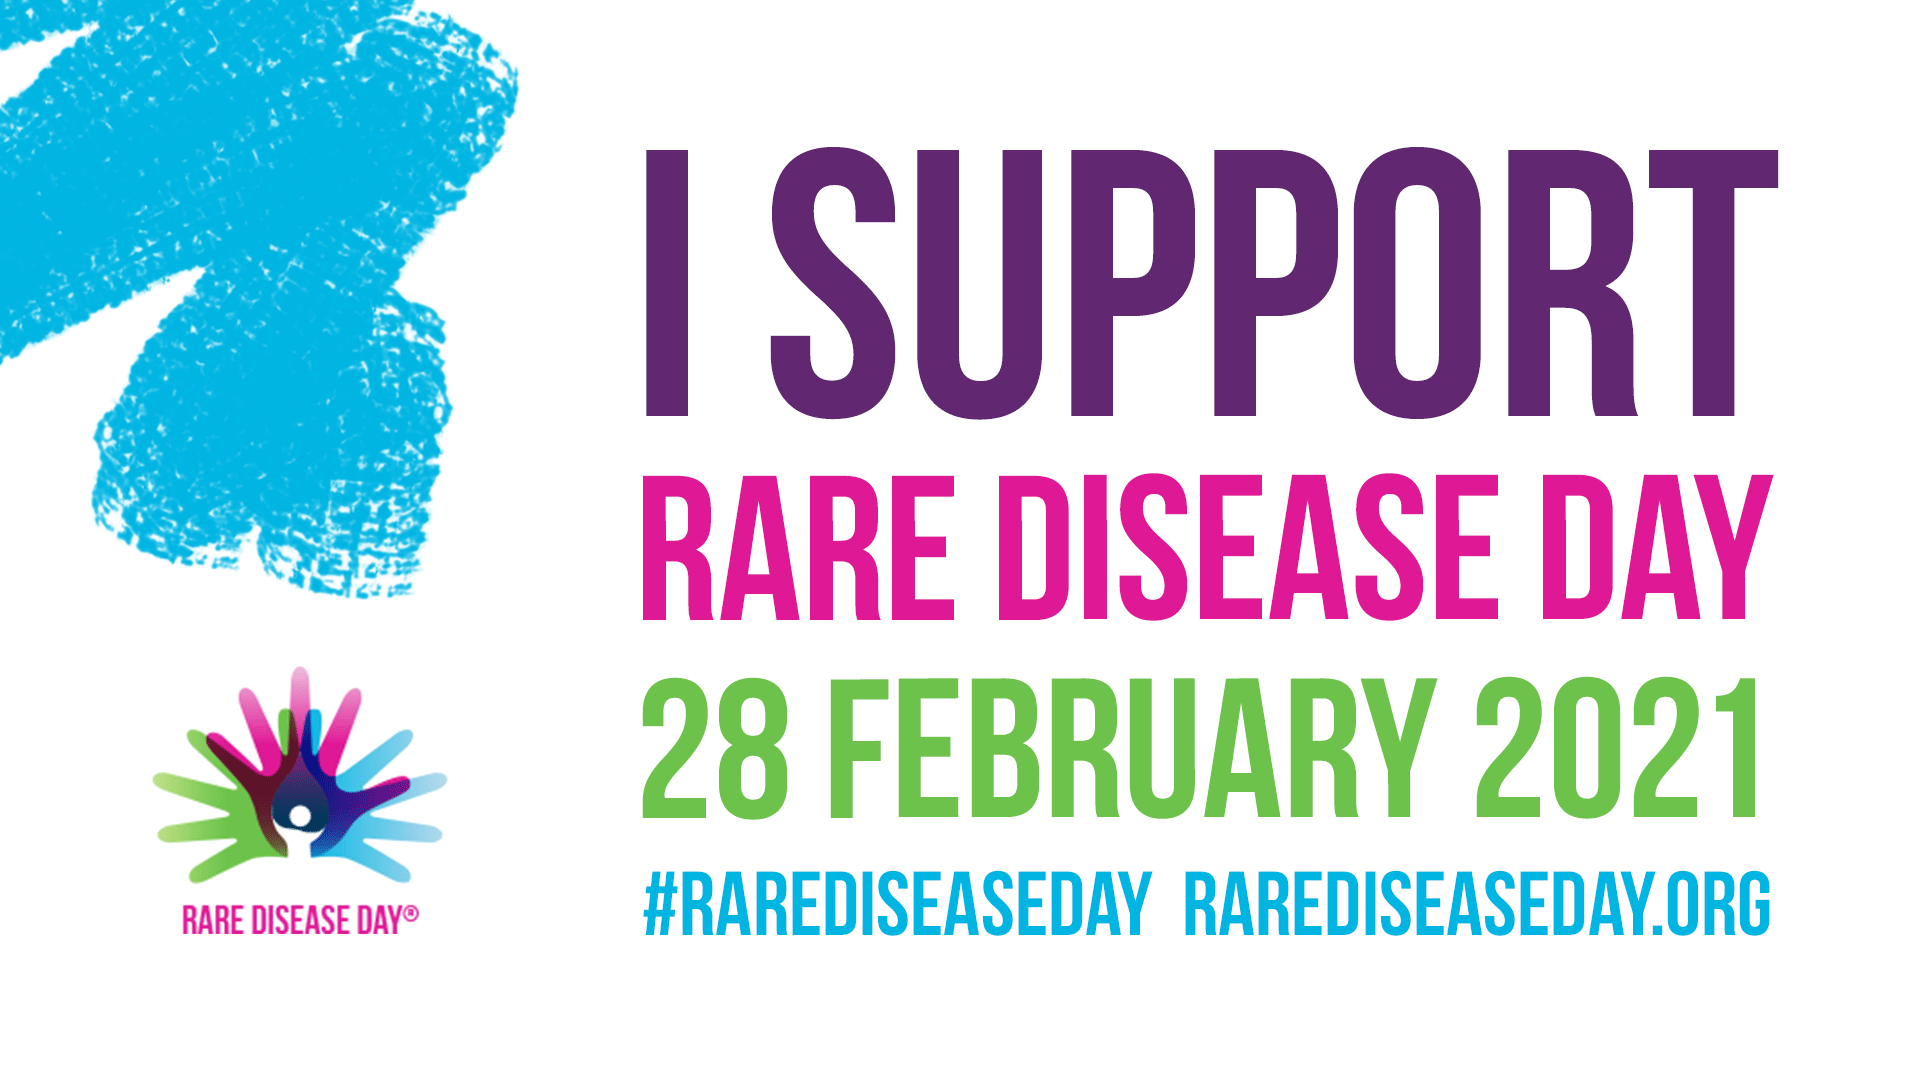 I SUPPORT
RARE DISEASE DAY
28 FEBRUARY 2021
#RAREDISEASEDAY RAREDISEASEDAY.ORG
RARE DISEASE DAY®